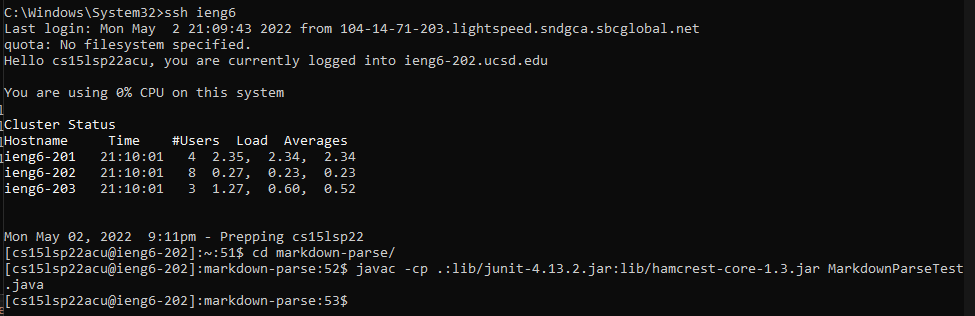 C:\Windows\System32>ssh ieng6
Last login: Mon May  2 21:09:43 2022 from 104-14-71-203.lightspeed.sndgca.sbcglobal.net
quota: No filesystem specified.
Hello cs15lsp22acu, you are currently logged into ieng6-202.ucsd.edu
You are using 0% CPU on this system
Cluster Status
Hostname     Time    #Users  Load  Averages
ieng6-201   21:10:01   4  2.35,  2.34,  2.34
ieng6-202   21:10:01   8  0.27,  0.23,  0.23
ieng6-203   21:10:01   3  1.27,  0.60,  0.52
Mon May 02, 2022  9:11pm - Prepping cs15lsp22
[cs15lsp22acu@ieng6-202]:~:51$ cd markdown-parse/
[cs15lsp22acu@ieng6-202]:markdown-parse:52$ javac -cp .:lib/junit-4.13.2.jar:lib/hamcrest-core-1.3.jar MarkdownParseTest
.java
[cs15lsp22acu@ieng6-202]:markdown-parse:53$